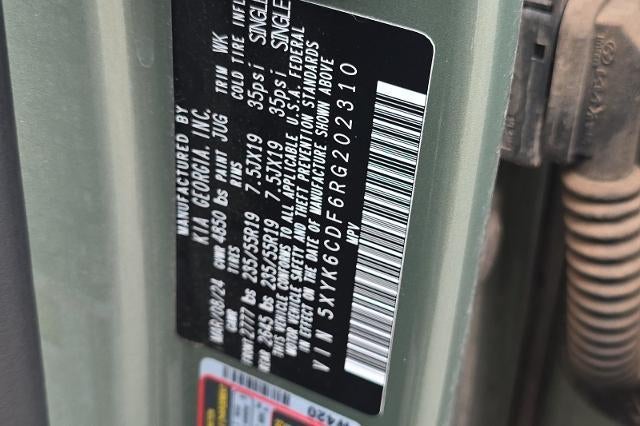 MANUFACTURED BY
KIA GEORGIA, INC.
MAR/08/24 GVWR 4850 lbs PAINT JUG TRIM WK
GAWR TIRES RIMS COLD TIRE INFL
FRONT 2777 lbs 235/55R19 7.5JX19 35psi SINGLE
REAR 2645 lbs 235/55R19 7.5JX19 35psi SINGLE
THIS VEHICLE CONFORMS TO ALL APPLICABLE U.S.A. FEDERAL
MOTOR VEHICLE SAFETY AND THEFT PREVENTION STANDARDS
IN EFFECT ON THE DATE OF MANUFACTURE SHOWN ABOVE
VIN 5XYK6CDF6RG202310
MPV